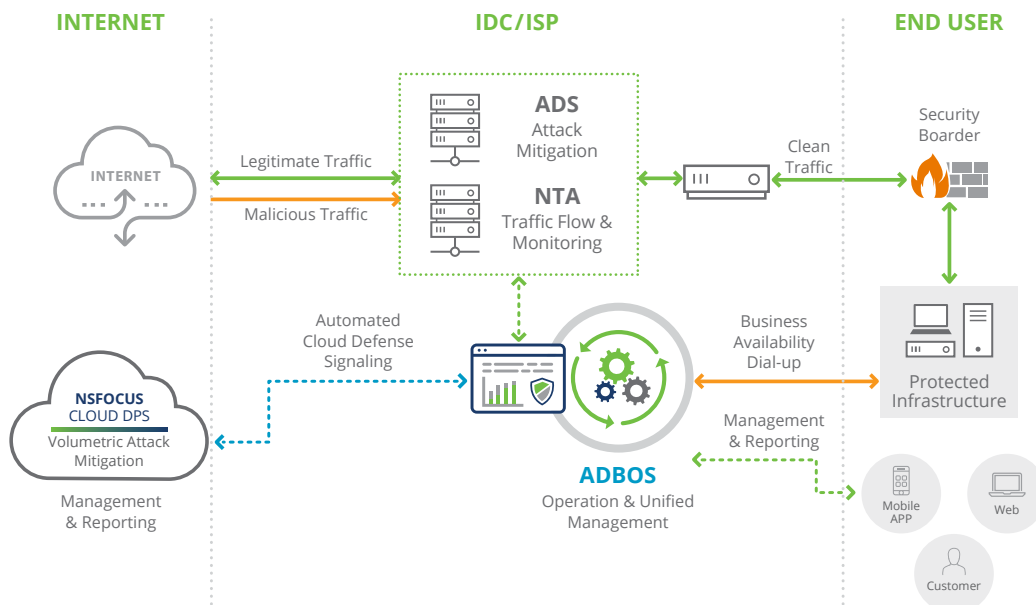 INTERNET
IDC/ISP
END USER
INTERNET
Legitimate Traffic
Malicious Traffic
ADS
Attack
Mitigation
NTA
Traffic Flow &
Monitoring
Clean
Traffic
Security
Boarder
Automated
Cloud Defense
Signaling
Business
Availability
Dial-up
Protected
Infrastructure
NSFOCUS
CLOUD DPS
Volumetric Attack
Mitigation
Management
& Reporting
ADBOS
Operation & Unified
Management
Management
& Reporting
Mobile
APP
Web
Customer